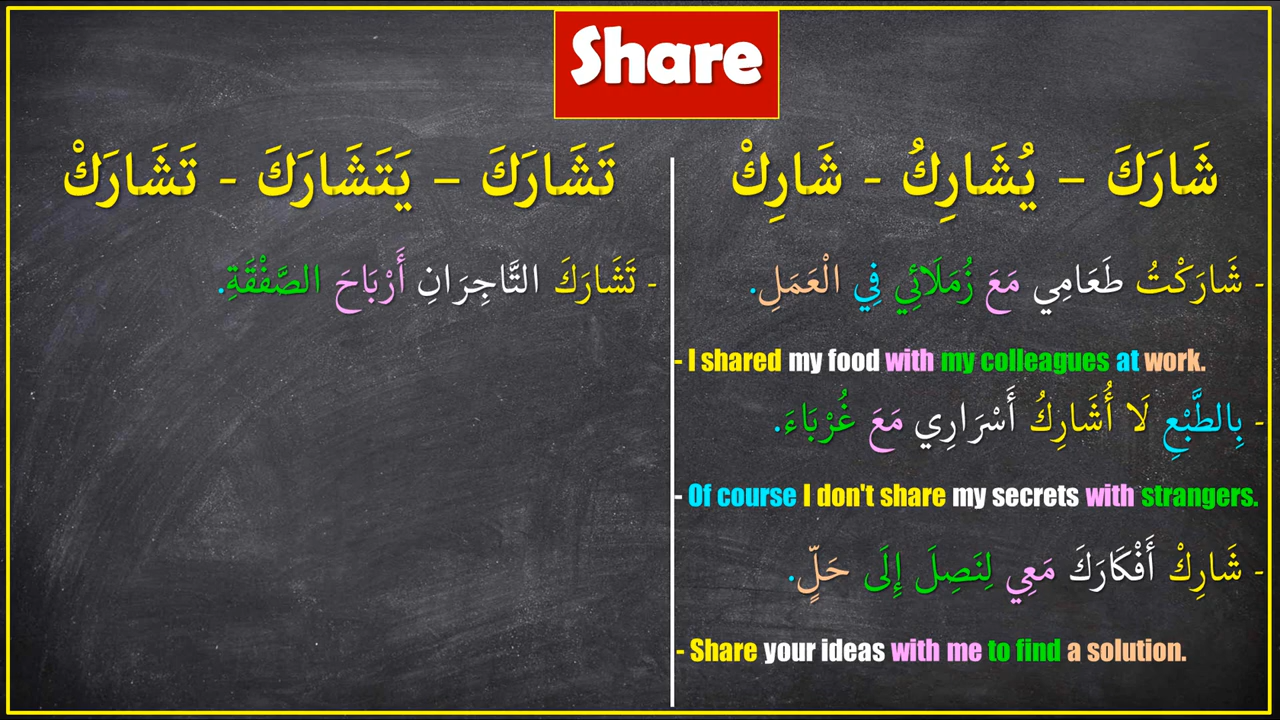 Share
شَارَكَ – يُشَارِكُ - شَارِكْ
- شَارَكْتُ طَعَامِي مَعَ زُمَلَائِي فِي الْعَمَلِ.
- I shared my food with my colleagues at work.
- بِالطَّبْعِ لَا أُشَارِكُ أَسْرَارِي مَعَ غُرْبَاءَ.
- Of course I don't share my secrets with strangers.
- شَارِكْ أَفْكَارَكَ مَعِي لِنَصِلَ إِلَى حَلٍّ.
- Share your ideas with me to find a solution.
تَشَارَكَ – يَتَشَارَكَ - تَشَارَكْ
- تَشَارَكَ التَّاجِرَانِ أَرْبَاحَ الصَّفْقَةِ.